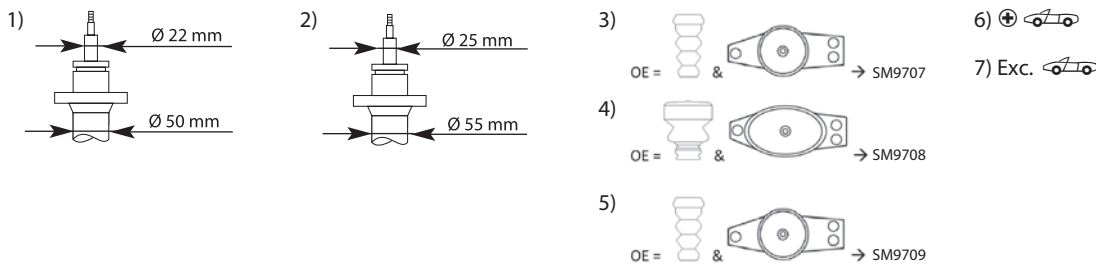 1)
Ø 22 mm
Ø 50 mm
2)
Ø 25 mm
Ø 55 mm
3)
OE = & → SM9707
4)
OE = & → SM9708
5)
OE = & → SM9709
6)
7) Exc.